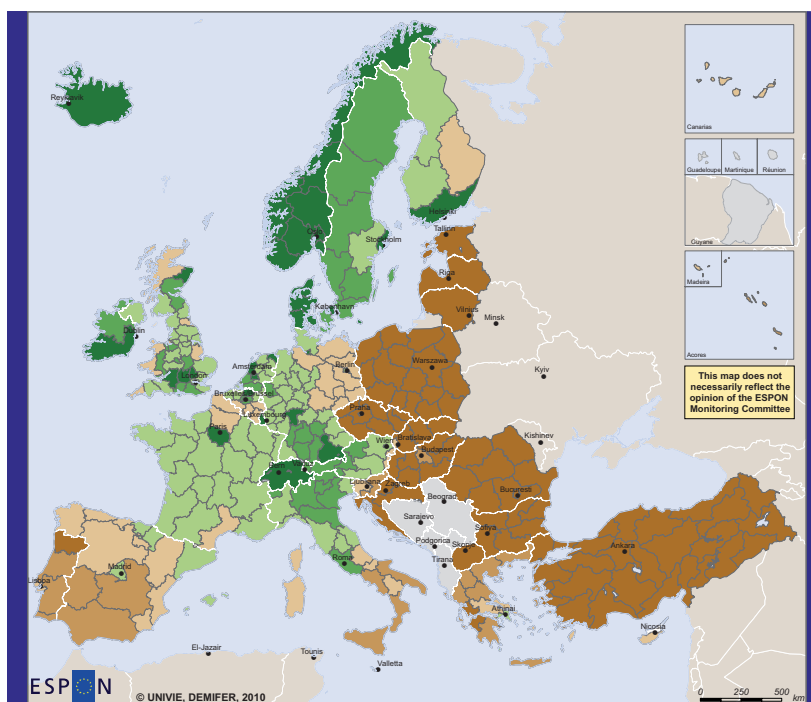 Reykjavík
Canarias
Guadeloupe
Martinique
Réunion
Guyane
Madeira
Acores
This map does not
necessarily reflect the
opinion of the ESPON
Monitoring Committee
Helsinki
Oslo
Tallinn
Stockholm
Riga
København
Vilnius
Minsk
Dublin
Amsterdam
Berlin
Warszawa
London
Kyiv
Bruxelles/Brussel
Luxembourg
Praha
Paris
Kishinev
Wien
Bratislava
Budapest
Bern
Vaduz
Ljubljana
Zagreb
Beograd
Bucuresti
Sarajevo
Sofiya
Podgorica
Skopje
Roma
Tirana
Ankara
Madrid
Lisboa
Athinai
Nicosia
El-Jazair
Tounis
Valletta
ESPON
© UNIVIE, DEMIFER, 2010
0 250 500
km